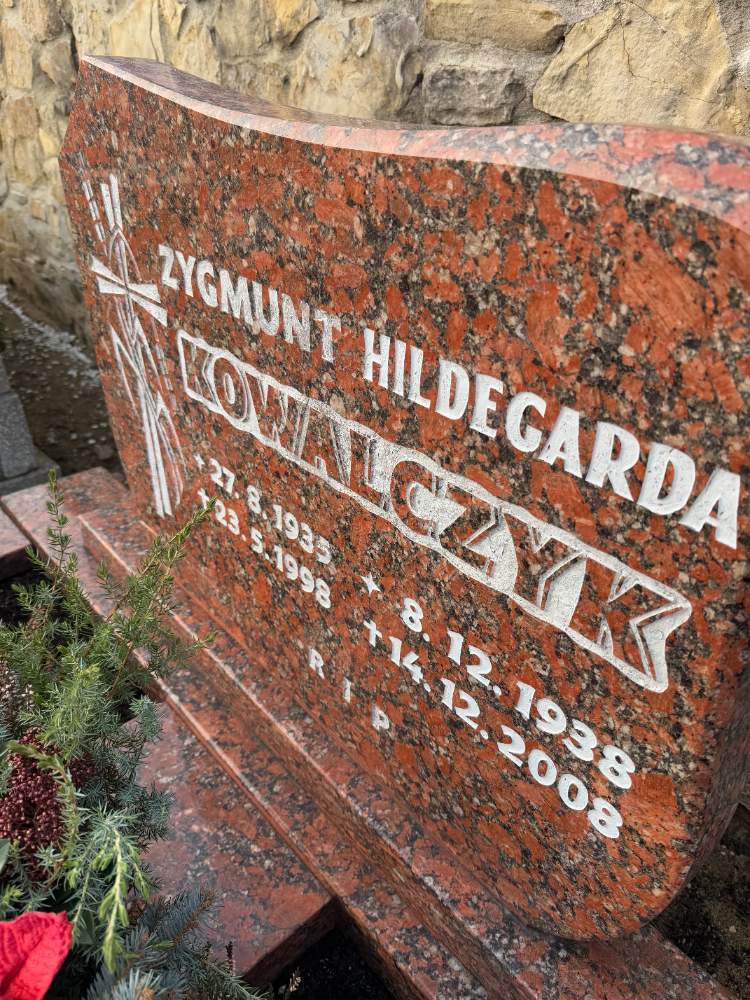 ZYGMUNT HILDEGARDA
KOWALCZYK
✦ 27. 8. 1935
✝ 23. 5. 1998
✦ 8. 12. 1938
✝ 14. 12. 2008
R I P